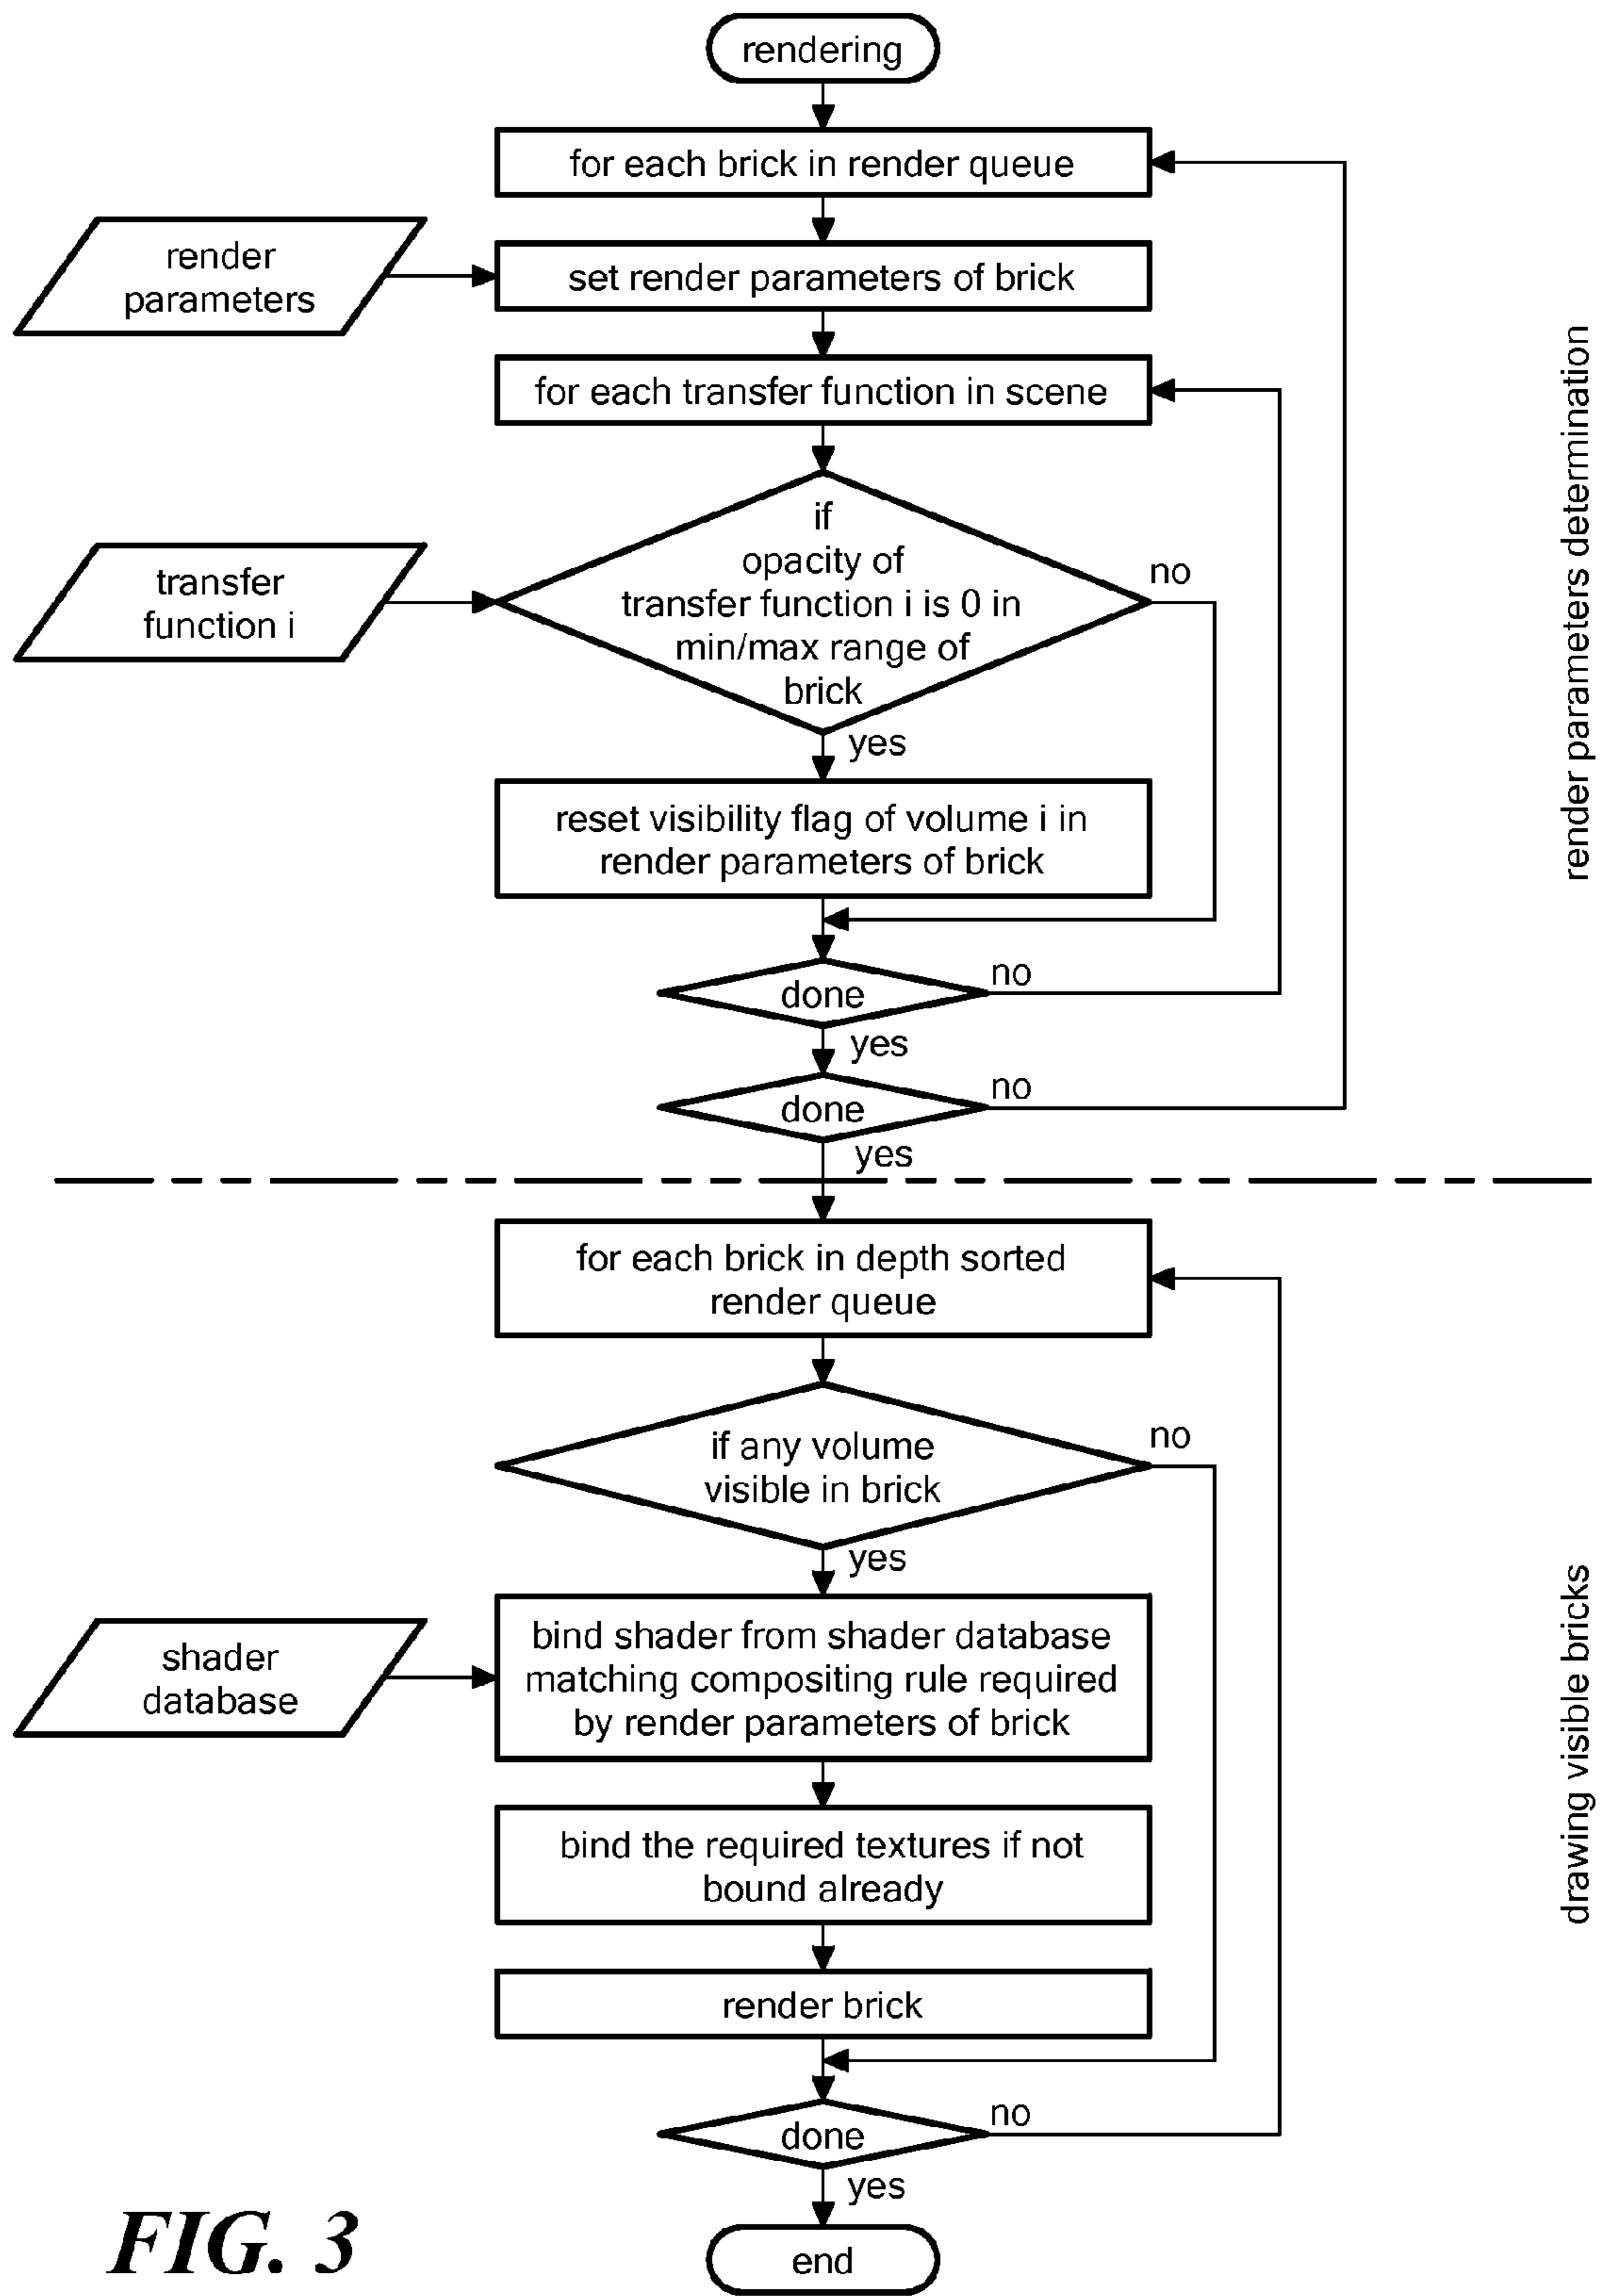 rendering
for each brick in render queue
render
parameters
set render parameters of brick
for each transfer function in scene
if
opacity of
transfer function i is 0 in
min/max range of
brick
no
transfer
function i
yes
reset visibility flag of volume i in
render parameters of brick
done
no
yes
done
no
yes
render parameters determination
for each brick in depth sorted
render queue
if any volume
visible in brick
no
yes
shader
database
bind shader from shader database
matching compositing rule required
by render parameters of brick
bind the required textures if not
bound already
render brick
done
no
yes
end
drawing visible bricks
FIG. 3